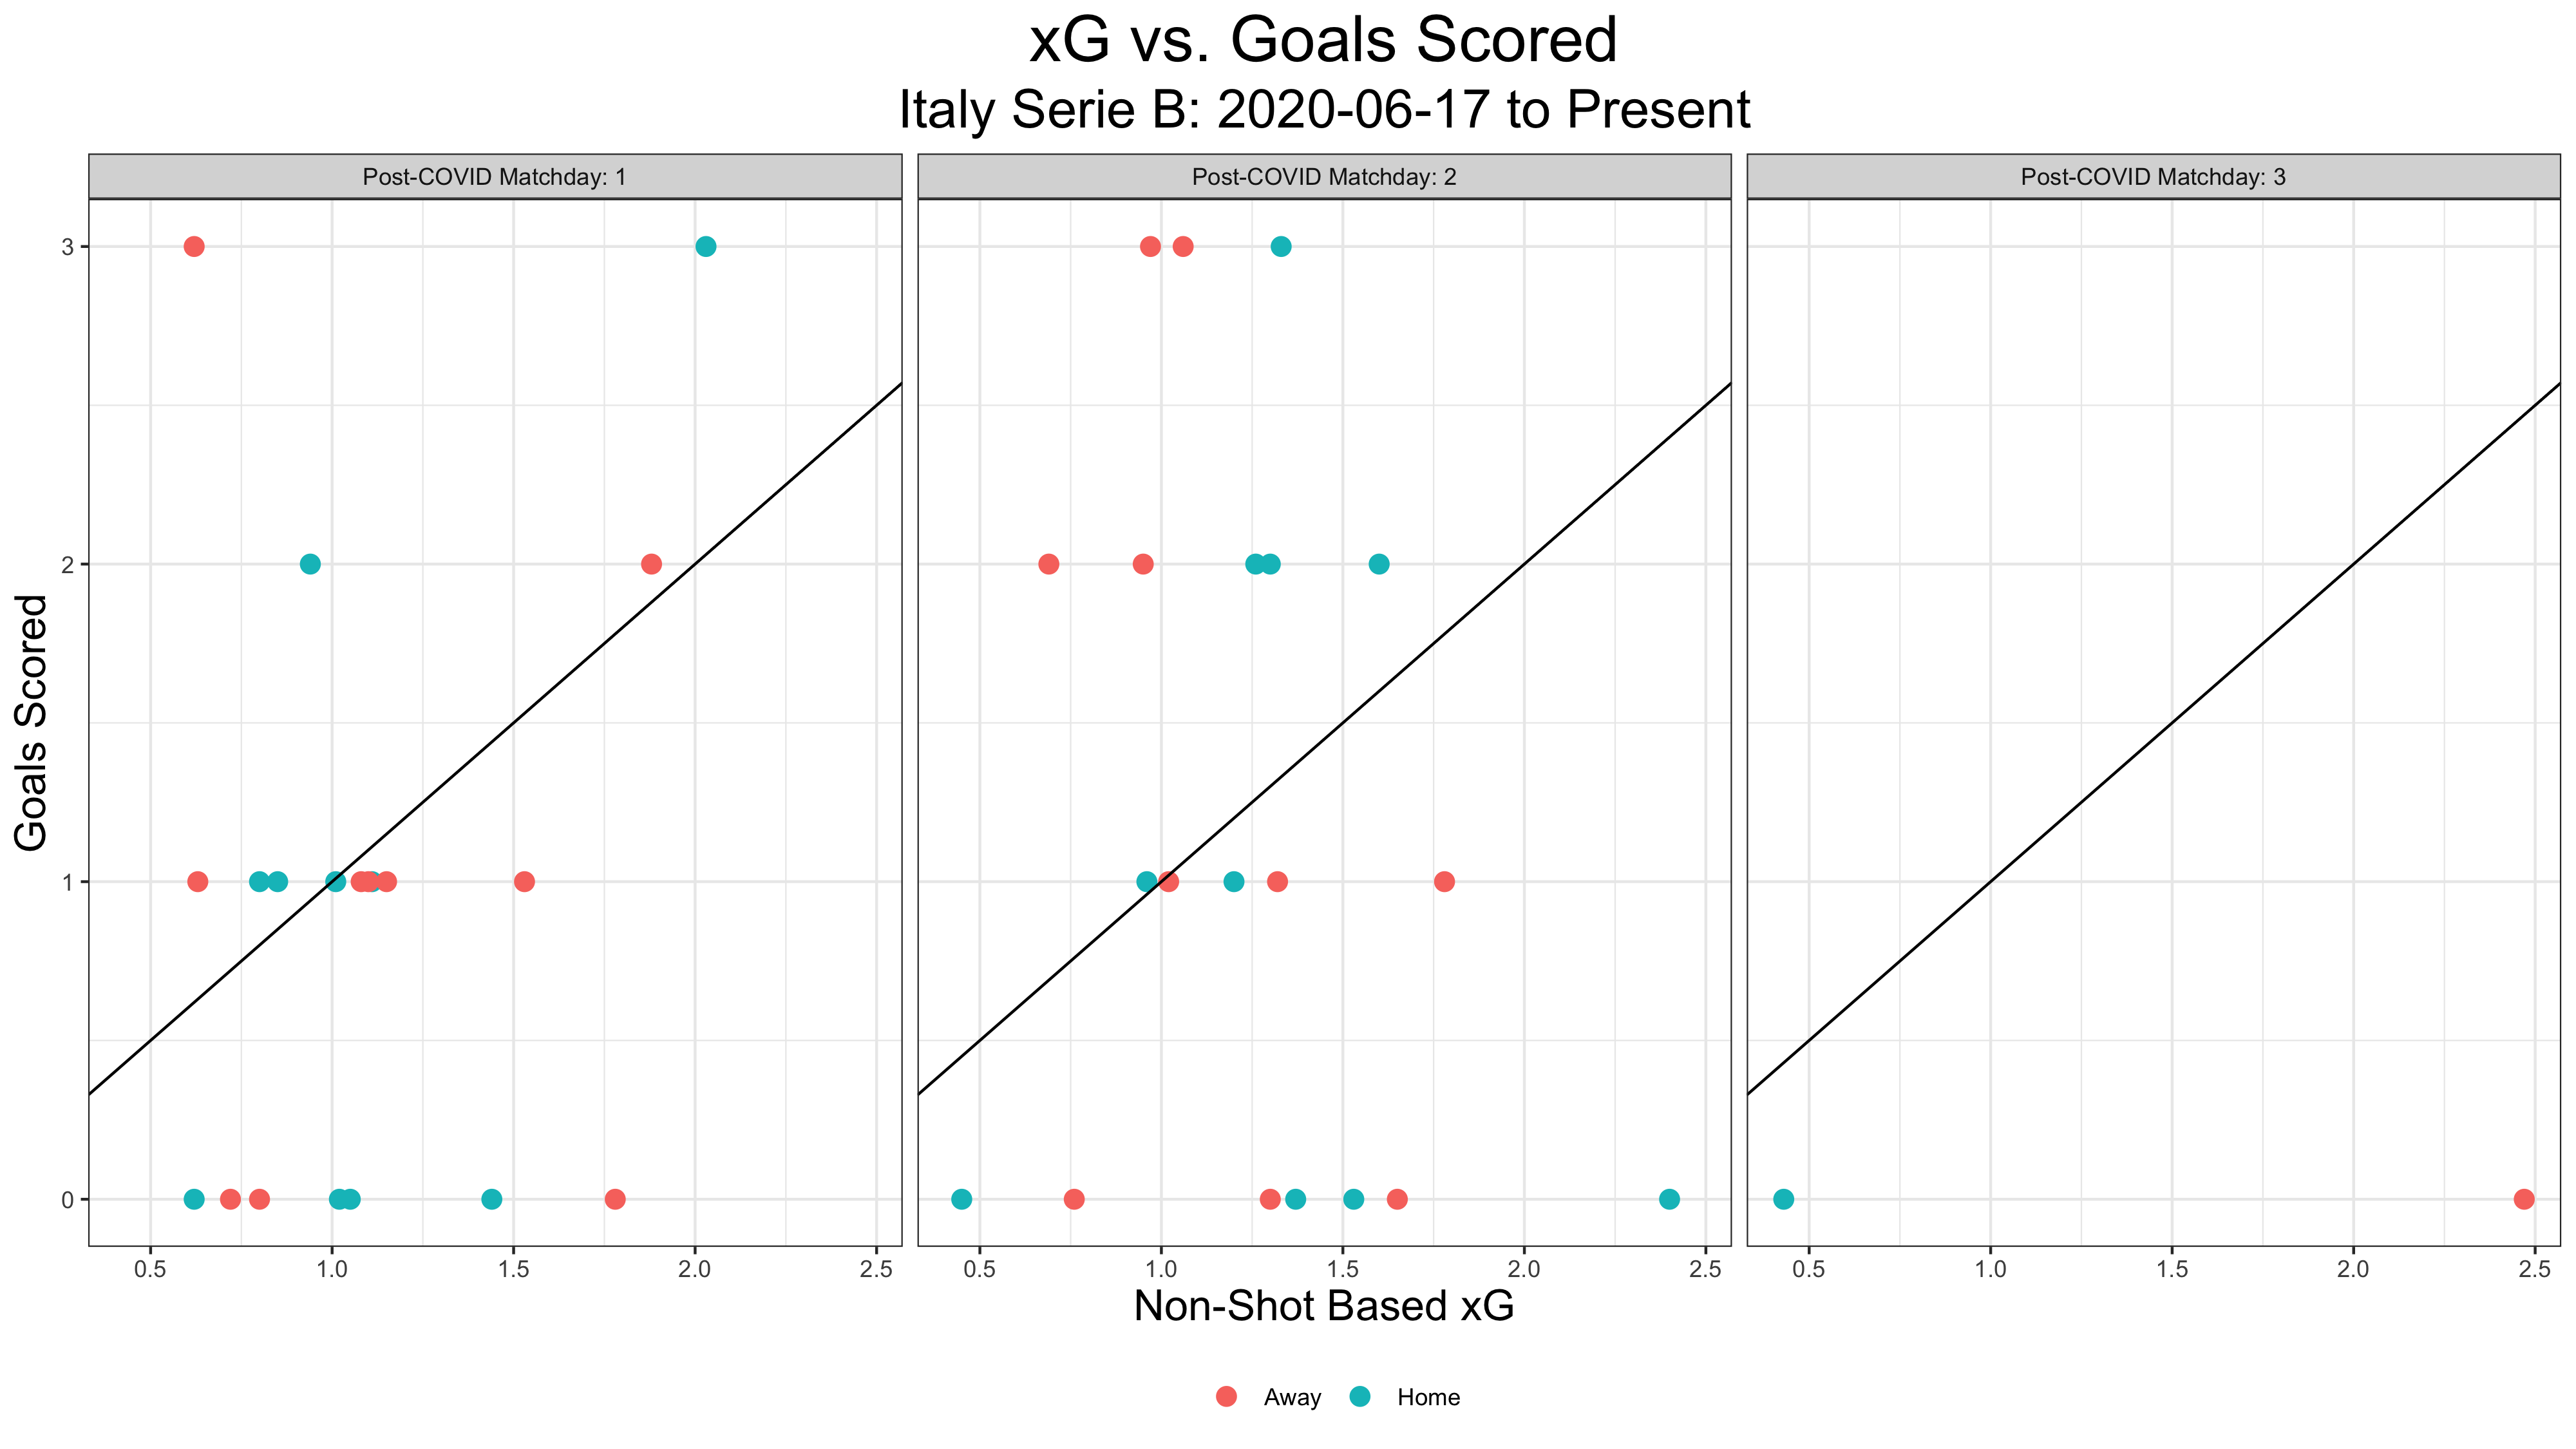 xG vs. Goals Scored
Italy Serie B: 2020-06-17 to Present
Post-COVID Matchday: 1
Post-COVID Matchday: 2
Post-COVID Matchday: 3
Goals Scored
3
2
1
0
0.5 1.0 1.5 2.0 2.5
0.5 1.0 1.5 2.0 2.5
0.5 1.0 1.5 2.0 2.5
Non-Shot Based xG
Away Home